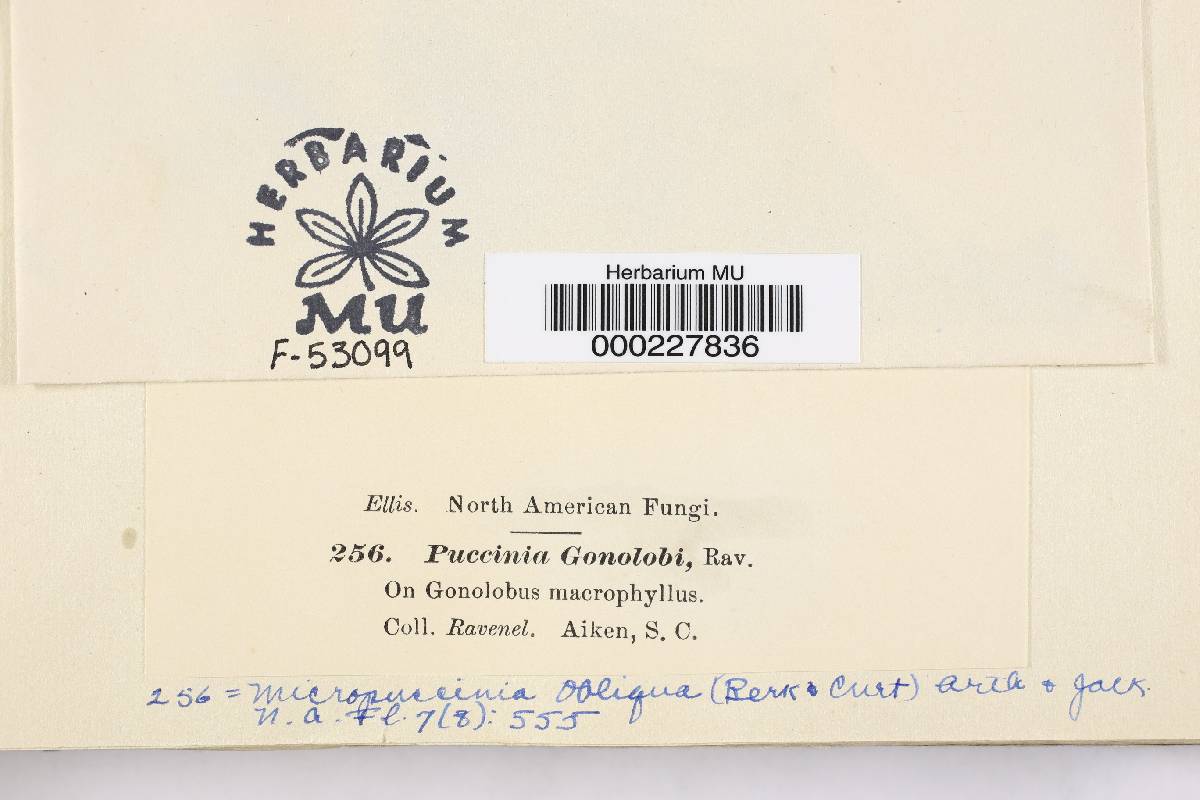 HERBARIUM
MU
F-53099
Herbarium MU
000227836
Ellis. North American Fungi.
256. Puccinia Gonolobi, Rav.
On Gonolobus macrophyllus.
Coll. Ravenel. Aiken, S. C.
256 = Micropuccinia obliqua (Berk & Curt) Arth & Jack.
N. a. Fl. 7(8): 555